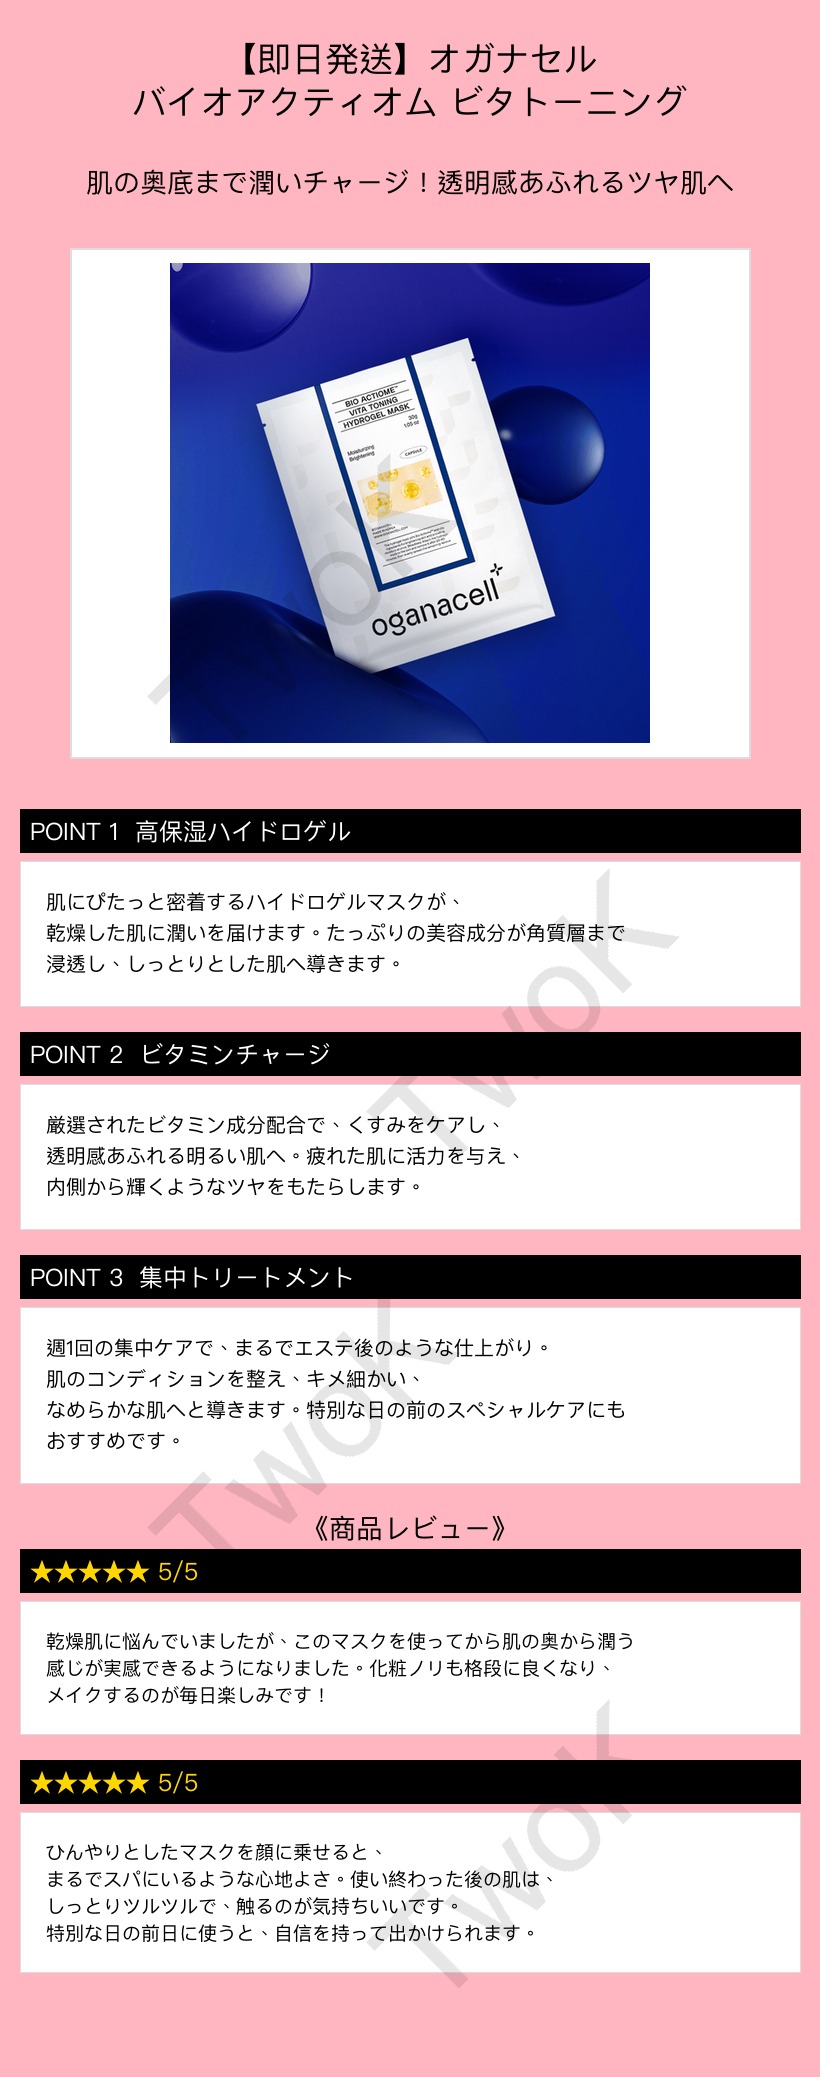 【即日発送】オガナセル
バイオアクティオム ビタトーニング
肌の奥底まで潤いチャージ！透明感あふれるツヤ肌へ
BIO ACTIOME™
VITA TONING
HYDROGEL MASK
30g
1.05 oz
Moisturizing
Brightening
CAPSULE
oganacell
POINT 1 高保湿ハイドロゲル
肌にぴたっと密着するハイドロゲルマスクが、
乾燥した肌に潤いを届けます。たっぷりの美容成分が角質層まで
浸透し、しっとりとした肌へ導きます。
POINT 2 ビタミンチャージ
厳選されたビタミン成分配合で、くすみをケアし、
透明感あふれる明るい肌へ。疲れた肌に活力を与え、
内側から輝くようなツヤをもたらします。
POINT 3 集中トリートメント
週1回の集中ケアで、まるでエステ後のような仕上がり。
肌のコンディションを整え、キメ細かい、
なめらかな肌へと導きます。特別な日の前のスペシャルケアにも
おすすめです。
《商品レビュー》
★★★★★ 5/5
乾燥肌に悩んでいましたが、このマスクを使ってから肌の奥から潤う
感じが実感できるようになりました。化粧ノリも格段に良くなり、
メイクするのが毎日楽しみです！
★★★★★ 5/5
ひんやりとしたマスクを顔に乗せると、
まるでスパにいるような心地よさ。使い終わった後の肌は、
しっとりツルツルで、触るのが気持ちいいです。
特別な日の前日に使うと、自信を持って出かけられます。
TwoK
TwoK
TwoK
TwoK